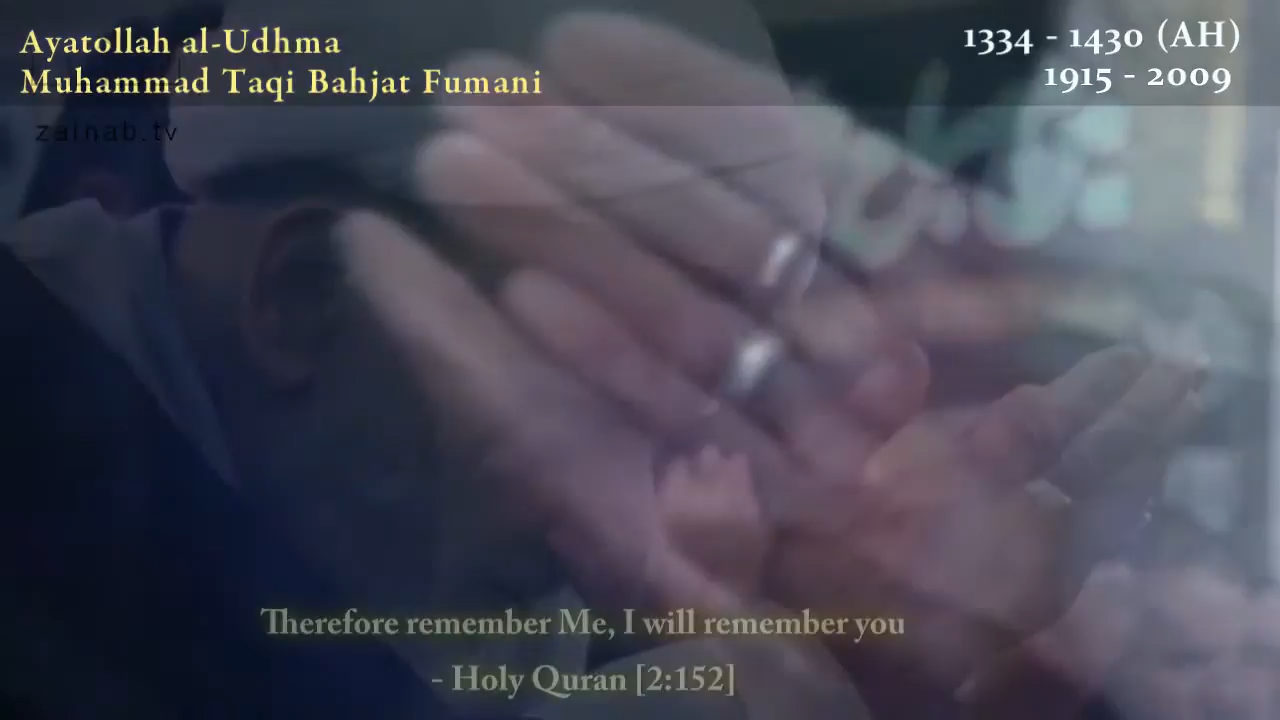 Ayatollah al-Udhma
Muhammad Taqi Bahjat Fumani
1334 - 1430 (AH)
1915 - 2009
zainab.tv
Therefore remember Me, I will remember you
- Holy Quran [2:152]